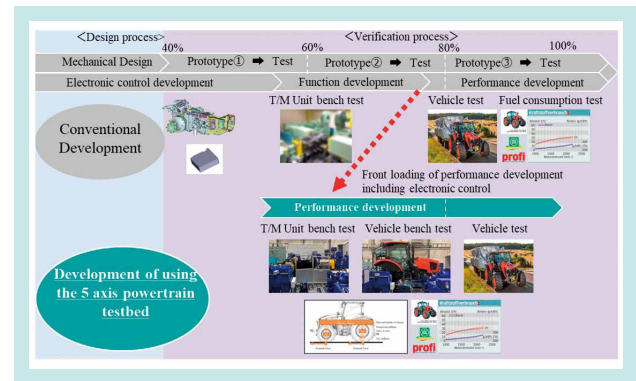 <Design process>
<Verification process>
40%
60%
80%
100%
Mechanical Design
Prototype① ➡ Test
Prototype② ➡ Test
Prototype③ ➡ Test
Electronic control development
Function development
Performance development
T/M Unit bench test
Vehicle test
Fuel consumption test
Conventional
Development
profi
Front loading of performance development
including electronic control
Performance development
T/M Unit bench test
Vehicle bench test
Vehicle test
Development of using
the 5 axis powertrain
testbed
Kraftstoffverbrauch
profi